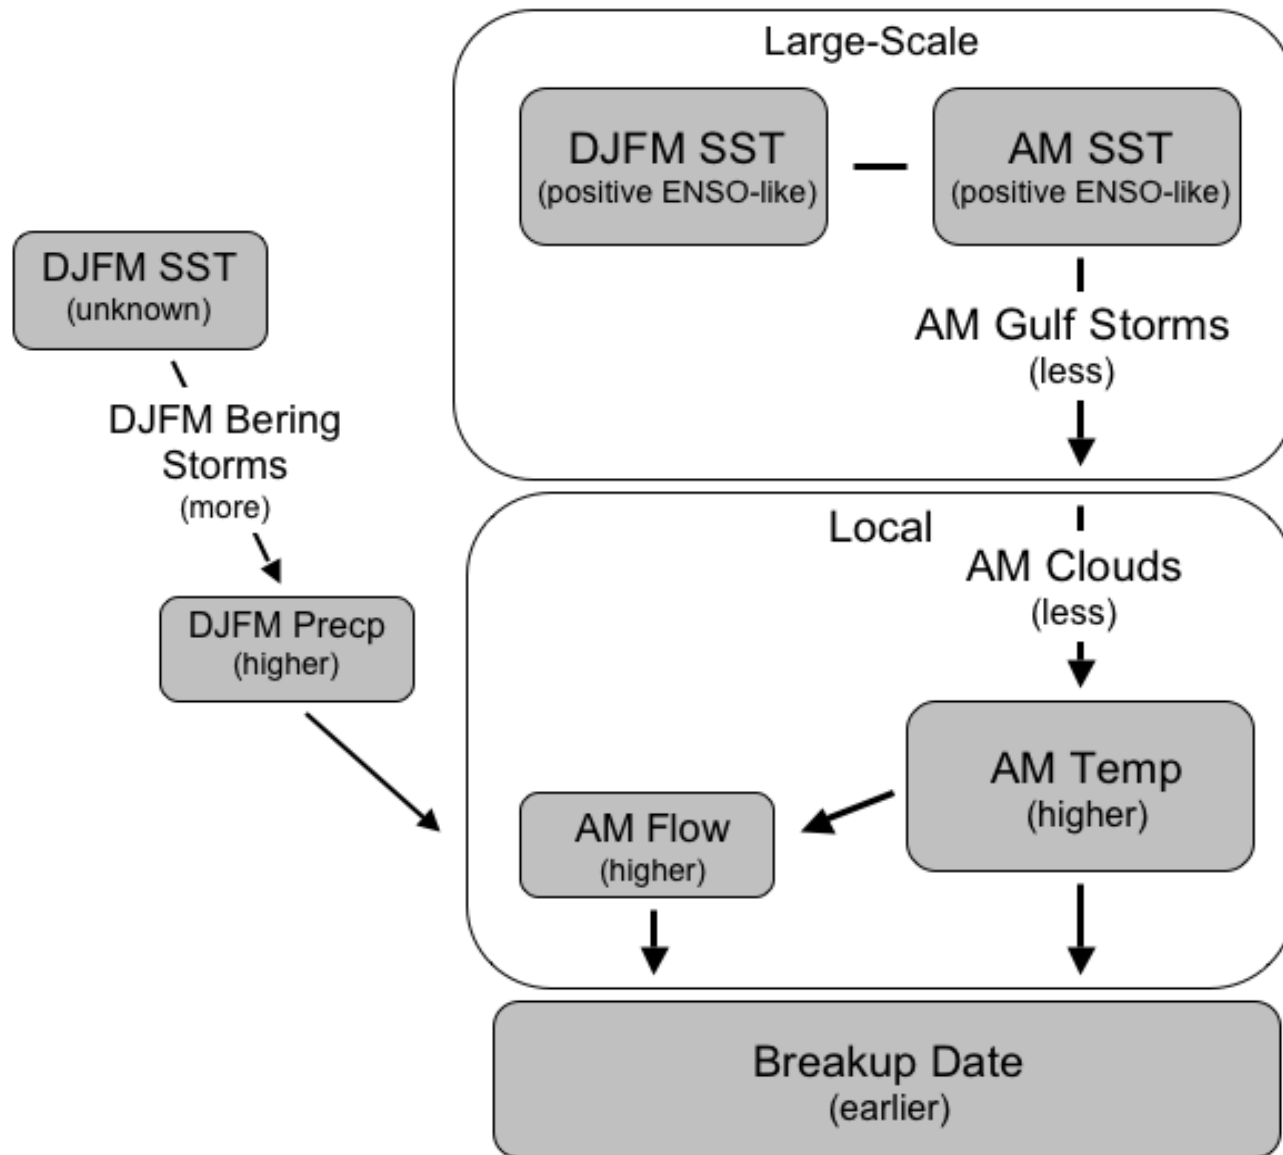 Large-Scale
DJFM SST
(positive ENSO-like)
AM SST
(positive ENSO-like)
AM Gulf Storms
(less)
DJFM SST
(unknown)
DJFM Bering
Storms
(more)
DJFM Precp
(higher)
Local
AM Clouds
(less)
AM Temp
(higher)
AM Flow
(higher)
Breakup Date
(earlier)